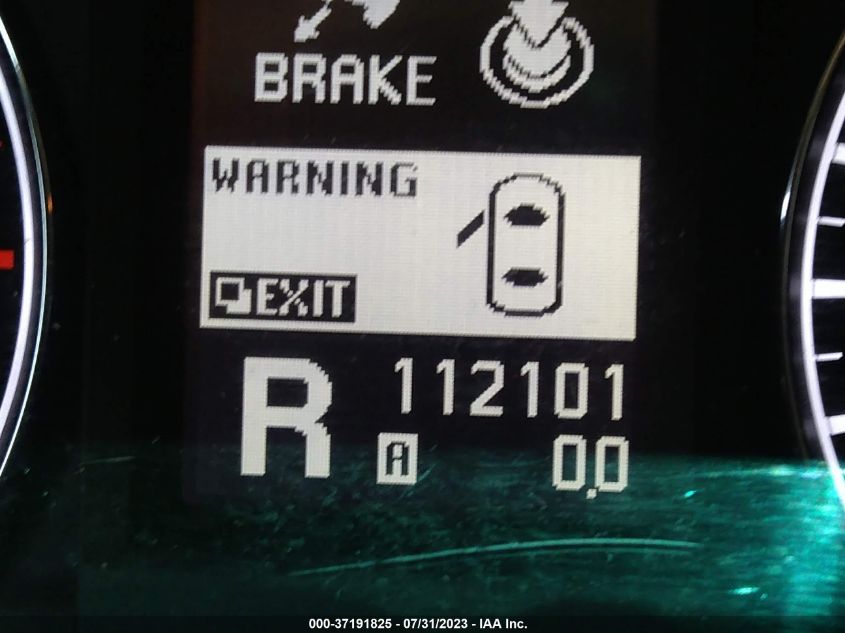 BRAKE
WARNING
EXIT
R 112101
A 0.0
000-37191825 - 07/31/2023 - IAA Inc.